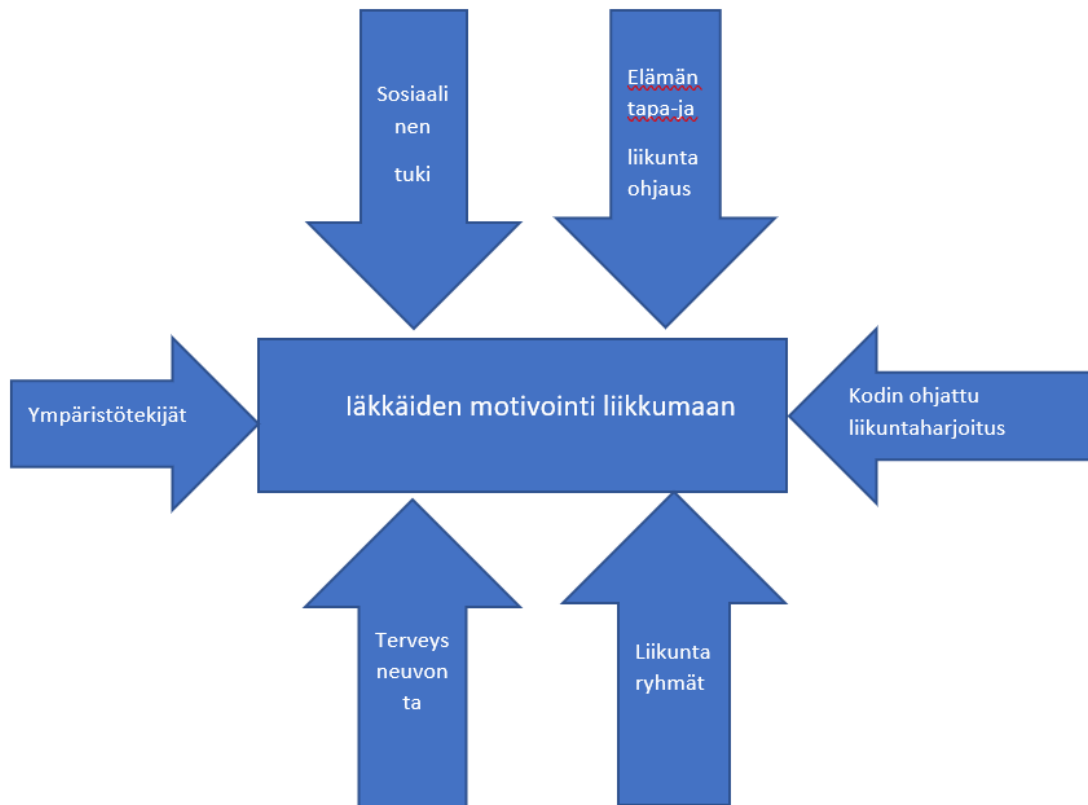 Sosiaali
nen
tuki
Elämän
tapa-ja
liikunta
ohjaus
Ympäristötekijät
Iäkkäiden motivointi liikkumaan
Kodin ohjattu
liikuntaharjoitus
Terveys
neuvon
ta
Liikunta
ryhmät